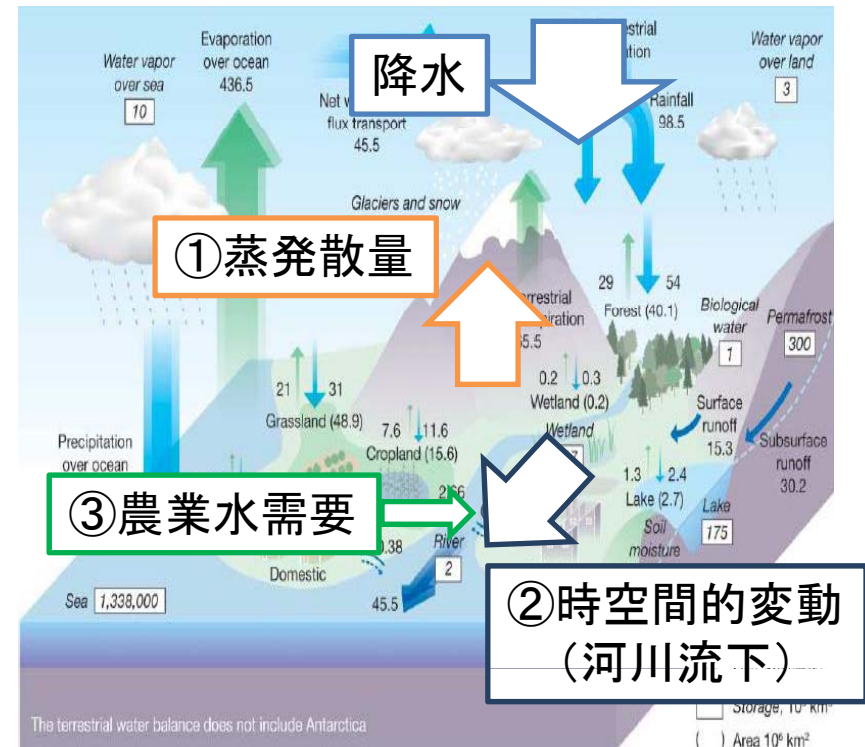 Evaporation
over ocean
436.5
Water vapor
over sea
10
降水
Water vapor
over land
3
Net
flux transport
45.5
Rainfall
98.5
Glaciers and snow
①蒸発散量
29
54
Forest (40.1)
Biological
water
1
Permafrost
300
21
31
Grassland (48.9)
7.6
11.6
Cropland (15.6)
0.2
0.3
Wetland (0.2)
Wetland
Surface
runoff
15.3
Subsurface
runoff
30.2
Precipitation
over ocean
1.3
2.4
Lake (2.7)
Lake
175
Soil
moisture
③農業水需要
River
2
Domestic
45.5
Sea
1,338,000
②時空間的変動
（河川流下）
The terrestrial water balance does not include Antarctica
Storage,
( ) Area 10⁶ km²